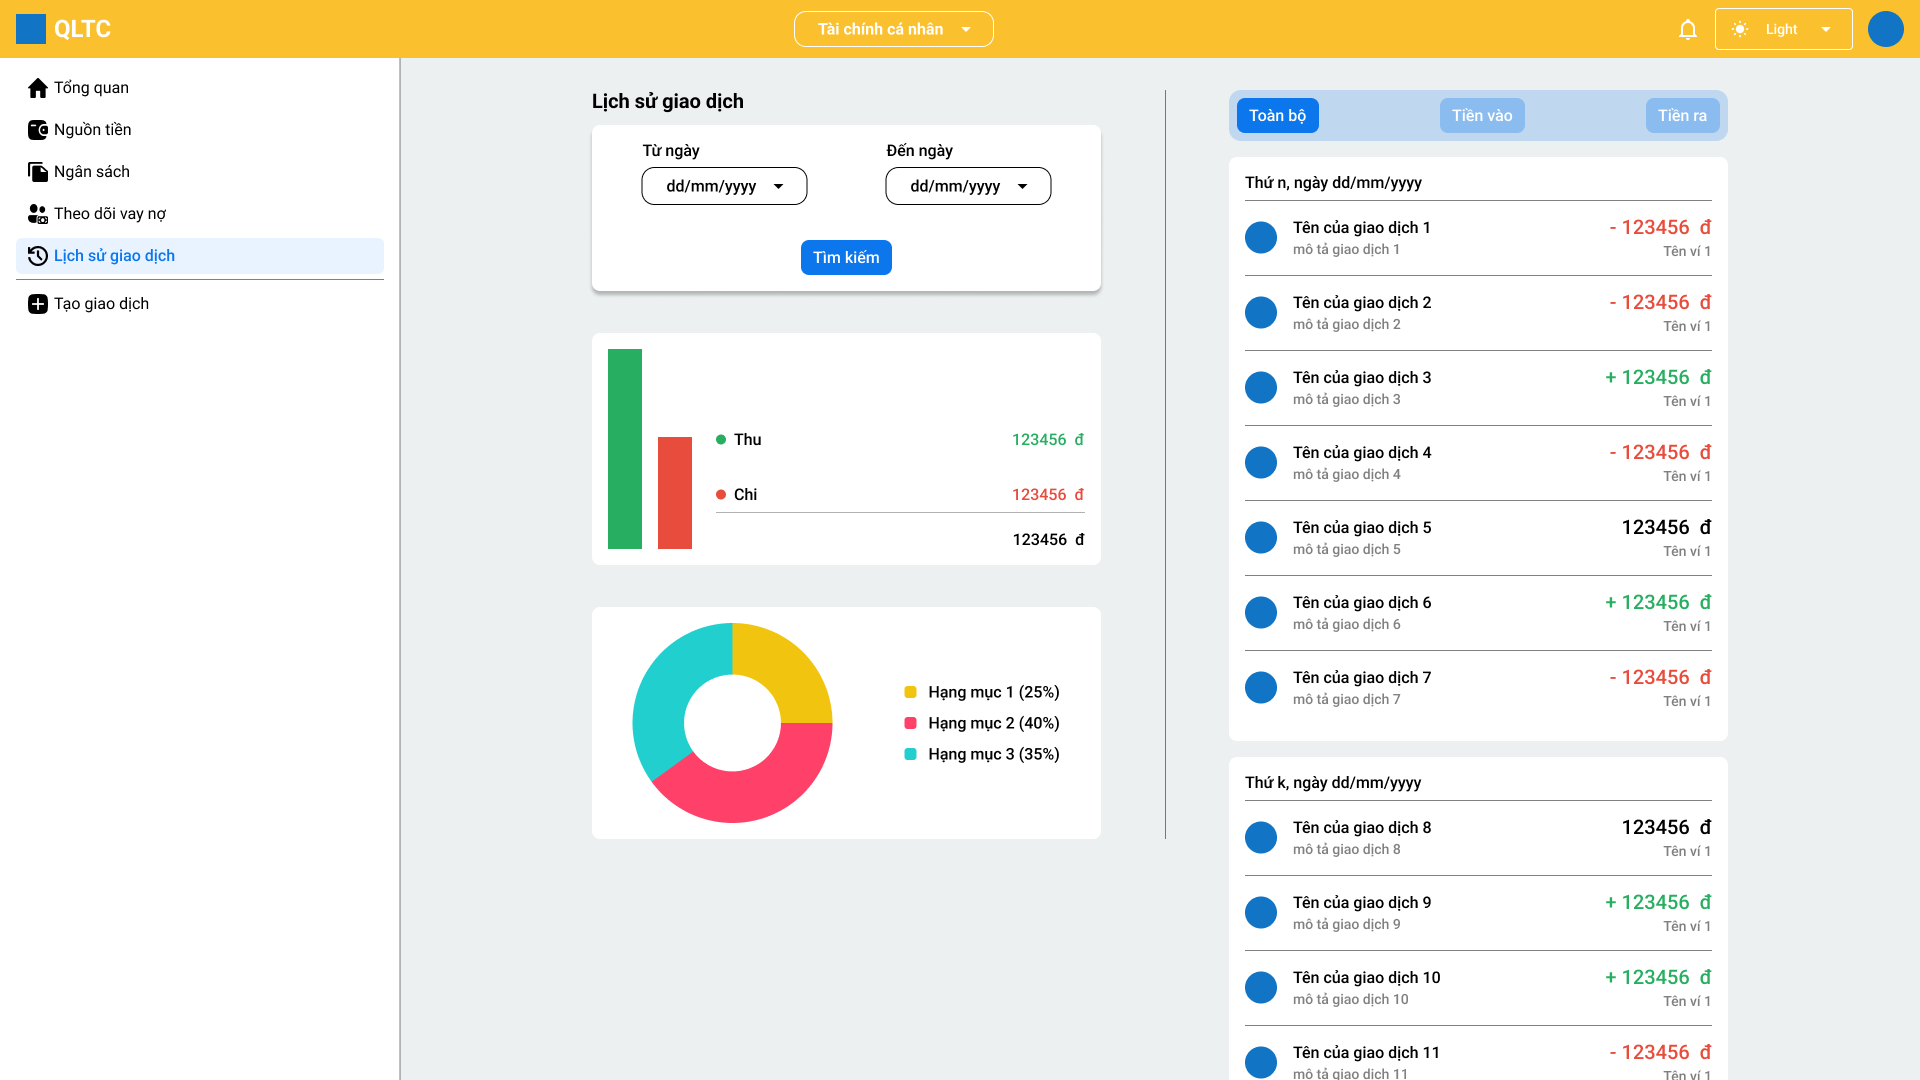 QLTC
Tài chính cá nhân
Light
Tổng quan
Nguồn tiền
Ngân sách
Theo dõi vay nợ
Lịch sử giao dịch
Tạo giao dịch
Lịch sử giao dịch
Từ ngày
Đến ngày
dd/mm/yyyy
dd/mm/yyyy
Tìm kiếm
Thu 123456 đ
Chi 123456 đ
123456 đ
Hạng mục 1 (25%)
Hạng mục 2 (40%)
Hạng mục 3 (35%)
Toàn bộ
Tiền vào
Tiền ra
Thứ n, ngày dd/mm/yyyy
Tên của giao dịch 1 - 123456 đ
mô tả giao dịch 1 Tên ví 1
Tên của giao dịch 2 - 123456 đ
mô tả giao dịch 2 Tên ví 1
Tên của giao dịch 3 + 123456 đ
mô tả giao dịch 3 Tên ví 1
Tên của giao dịch 4 - 123456 đ
mô tả giao dịch 4 Tên ví 1
Tên của giao dịch 5 123456 đ
mô tả giao dịch 5 Tên ví 1
Tên của giao dịch 6 + 123456 đ
mô tả giao dịch 6 Tên ví 1
Tên của giao dịch 7 - 123456 đ
mô tả giao dịch 7 Tên ví 1
Thứ k, ngày dd/mm/yyyy
Tên của giao dịch 8 123456 đ
mô tả giao dịch 8 Tên ví 1
Tên của giao dịch 9 + 123456 đ
mô tả giao dịch 9 Tên ví 1
Tên của giao dịch 10 + 123456 đ
mô tả giao dịch 10 Tên ví 1
Tên của giao dịch 11 - 123456 đ
mô tả giao dịch 11 Tên ví 1